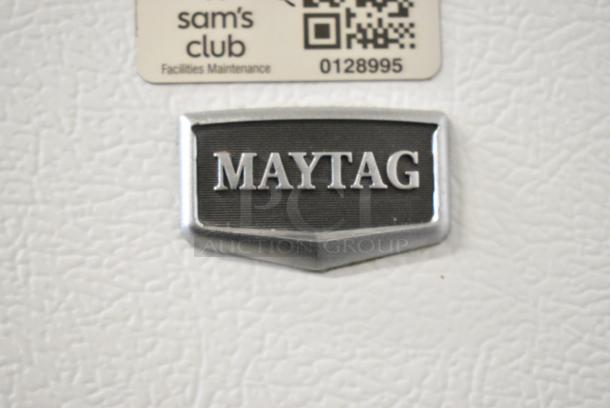 sam's
club
Facilities Maintenance
0128995
MAYTAG
PCI
AUCTION GROUP